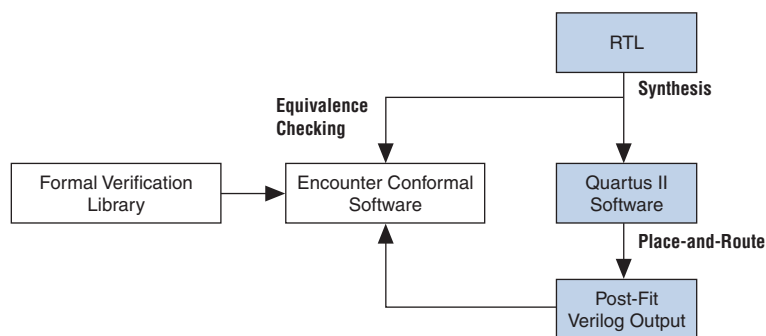 RTL
Synthesis
Equivalence
Checking
Formal Verification
Library
Encounter Conformal
Software
Quartus II
Software
Place-and-Route
Post-Fit
Verilog Output